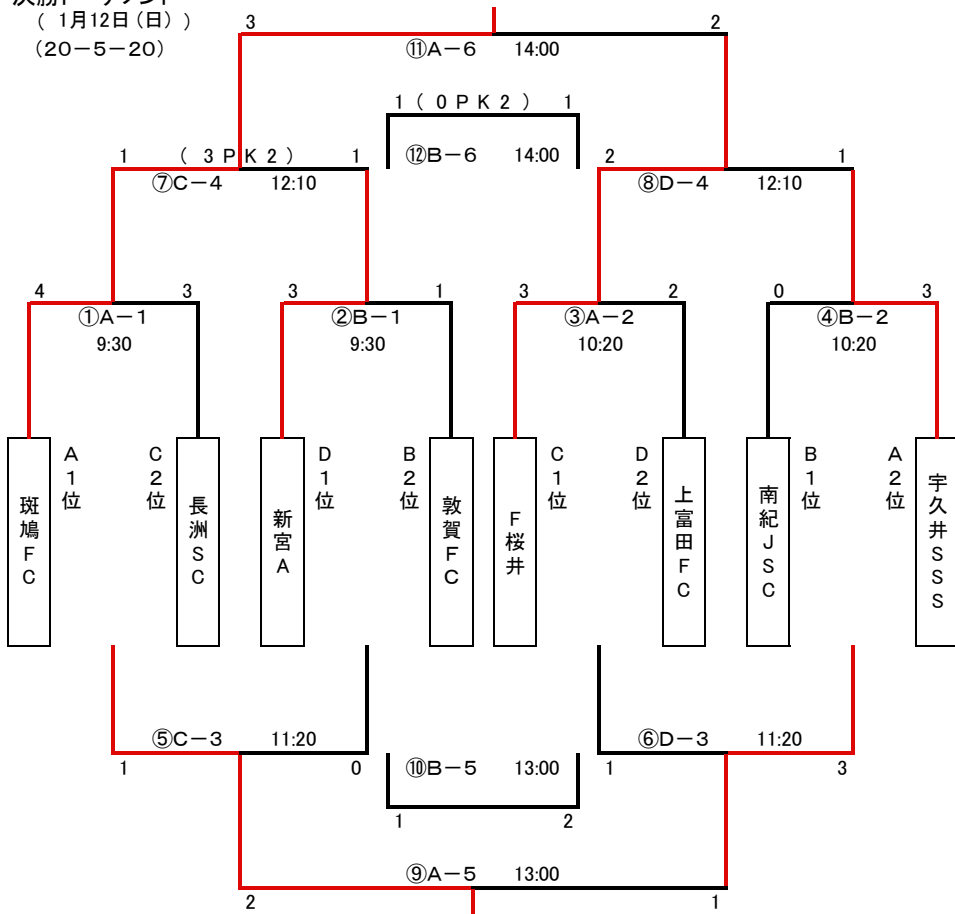 (1月12日(日))
(20-5-20)
3 2
⑪A-6 14:00
1 (0PK2) 1
⑫B-6 14:00
1 (3PK2) 1
⑦C-4 12:10
2 1
⑧D-4 12:10
4 3
①A-1
9:30
3 1
②B-1
9:30
3 2
③A-2
10:20
0 3
④B-2
10:20
斑鳩FC
A1位
長洲SC
C2位
新宮A
D1位
敦賀FC
B2位
F桜井
C1位
上富田FC
D2位
南紀JSC
B1位
宇久井SSS
A2位
⑤C-3 11:20
1 0
⑥D-3 11:20
1 3
⑩B-5 13:00
1 2
⑨A-5 13:00
2 1